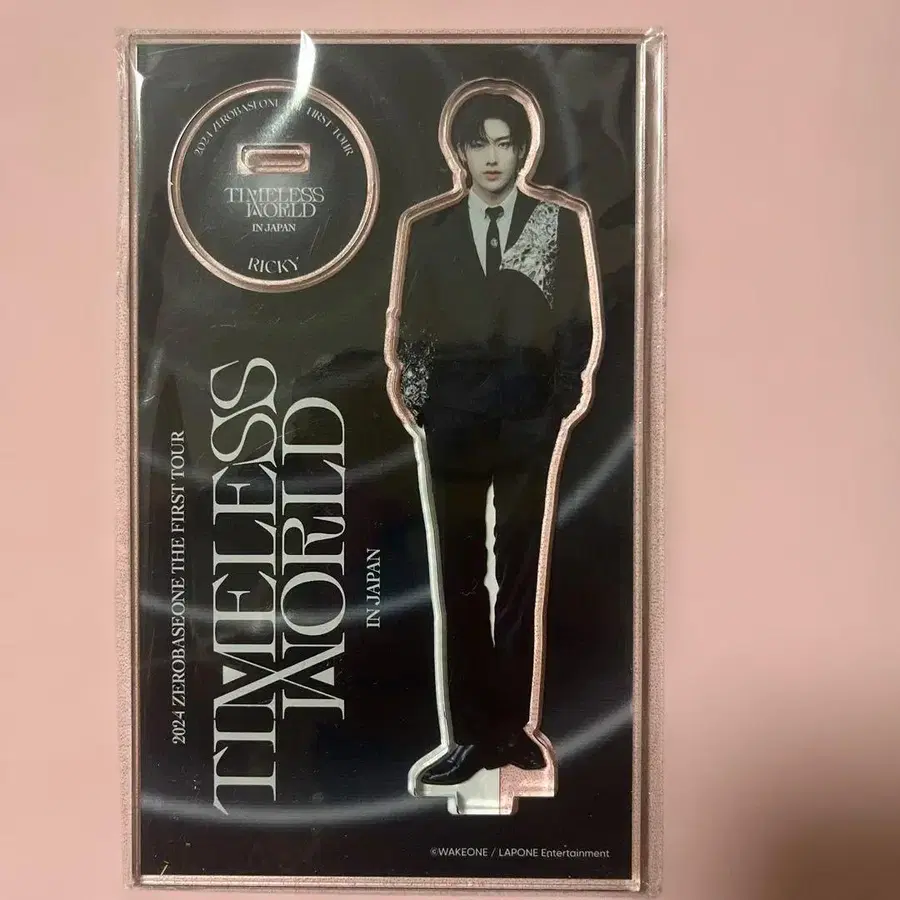 2024 ZEROBASEONE THE FIRST TOUR
TIMELESS
WORLD
IN JAPAN
RICKY
2024 ZEROBASEONE THE FIRST TOUR
TIMELESS
WORLD
IN JAPAN
©WAKEONE / LAPONE Entertainment